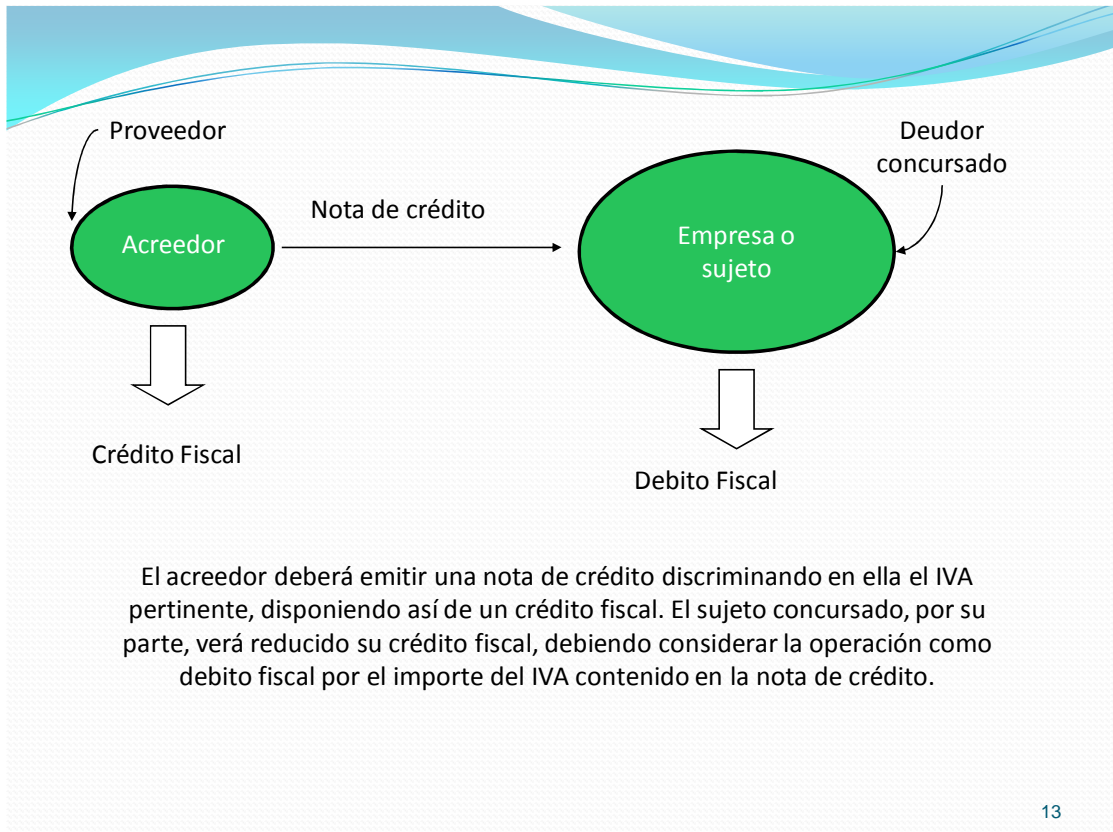 Proveedor
Deudor
concursado
Nota de crédito
Acreedor
Empresa o
sujeto
Crédito Fiscal
Debito Fiscal
El acreedor deberá emitir una nota de crédito discriminando en ella el IVA
pertinente, disponiendo así de un crédito fiscal. El sujeto concursado, por su
parte, verá reducido su crédito fiscal, debiendo considerar la operación como
debito fiscal por el importe del IVA contenido en la nota de crédito.
13